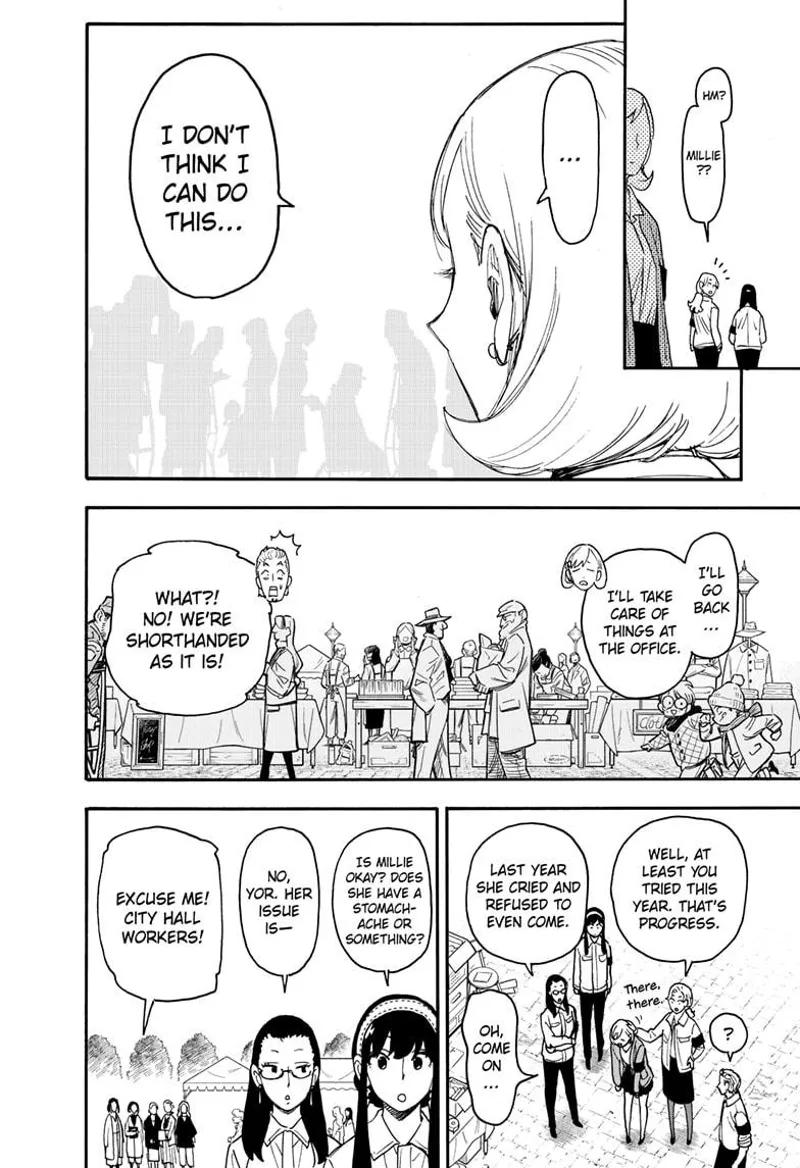 HM?
MILLIE
??
...
I DON'T
THINK I
CAN DO
THIS...
I'LL
GO
BACK
...
I'LL TAKE
CARE OF
THINGS AT
THE OFFICE.
WHAT?!
NO! WE'RE
SHORTHANDED
AS IT IS!
Clot
WELL, AT
LEAST YOU
TRIED THIS
YEAR. THAT'S
PROGRESS.
LAST YEAR
SHE CRIED AND
REFUSED TO
EVEN COME.
There,
there.
?
OH,
COME
ON
...
IS MILLIE
OKAY? DOES
SHE HAVE A
STOMACH-
ACHE OR
SOMETHING?
NO,
YOR. HER
ISSUE
IS—
EXCUSE ME!
CITY HALL
WORKERS!